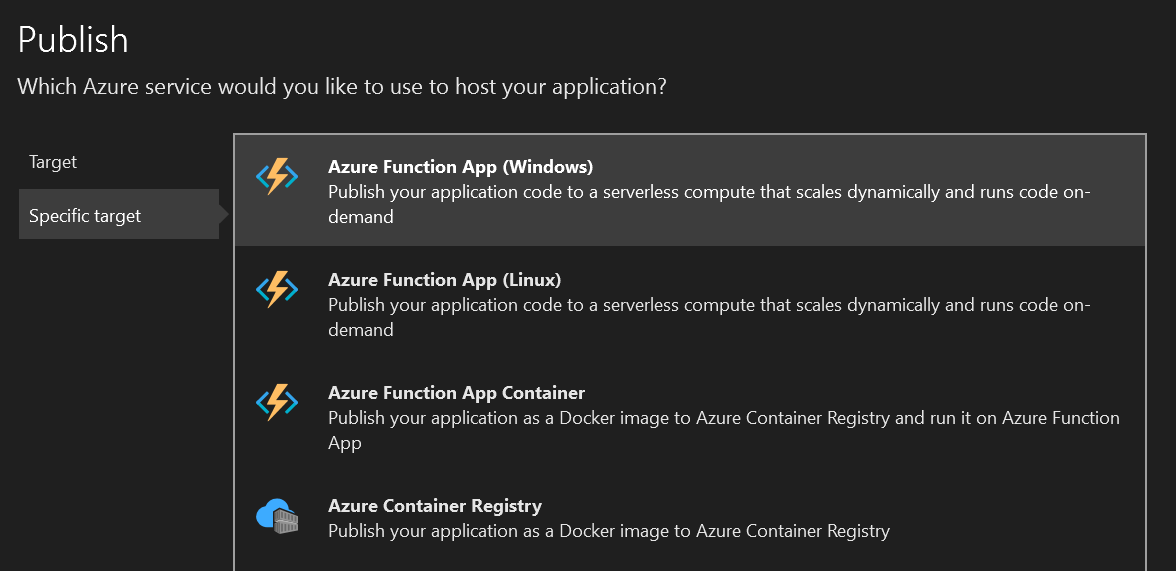 Publish
Which Azure service would you like to use to host your application?
Target
Specific target
Azure Function App (Windows)
Publish your application code to a serverless compute that scales dynamically and runs code on-
demand
Azure Function App (Linux)
Publish your application code to a serverless compute that scales dynamically and runs code on-
demand
Azure Function App Container
Publish your application as a Docker image to Azure Container Registry and run it on Azure Function
App
Azure Container Registry
Publish your application as a Docker image to Azure Container Registry